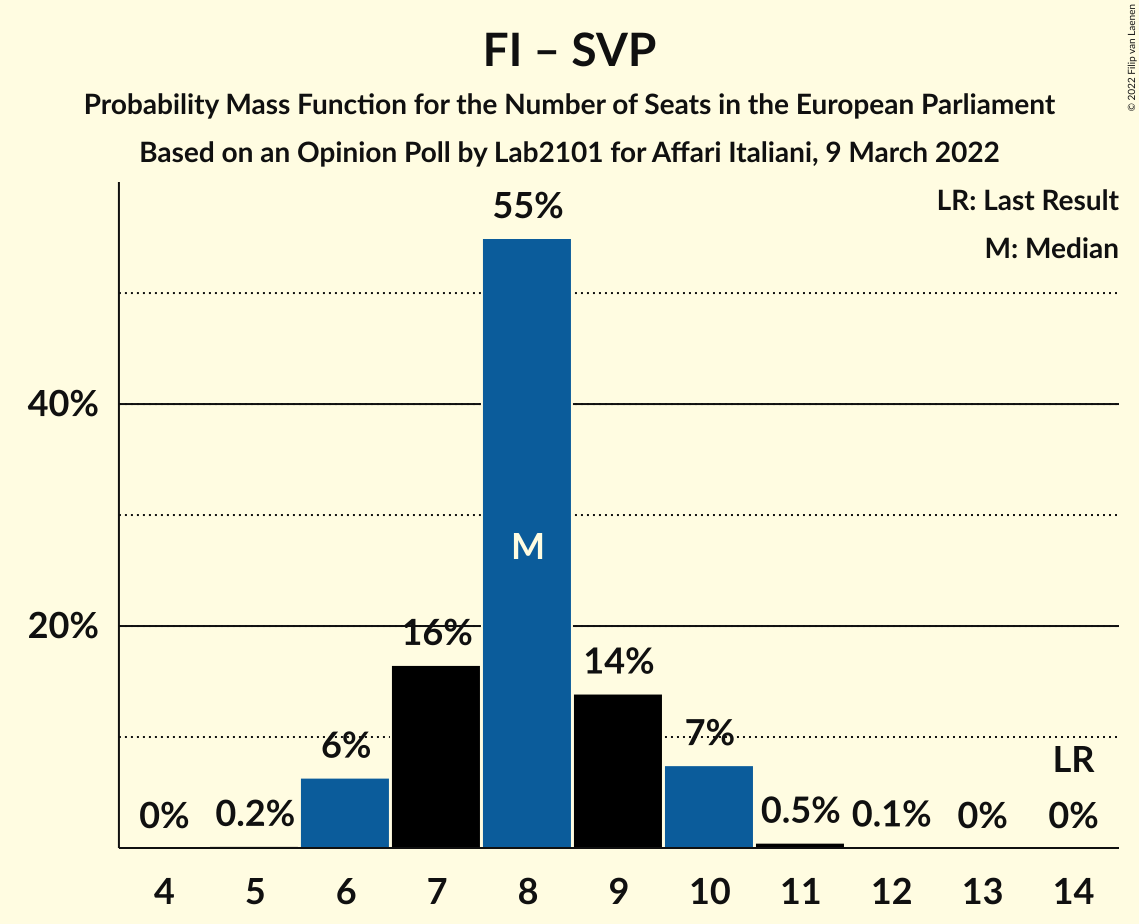 FI – SVP
Probability Mass Function for the Number of Seats in the European Parliament
Based on an Opinion Poll by Lab2101 for Affari Italiani, 9 March 2022
© 2022 Filip van Laenen
LR: Last Result
M: Median
55%
40%
M
20%
16%
14%
6%
7%
LR
0%
0.2%
0.5%
0.1%
0%
0%
4 5 6 7 8 9 10 11 12 13 14